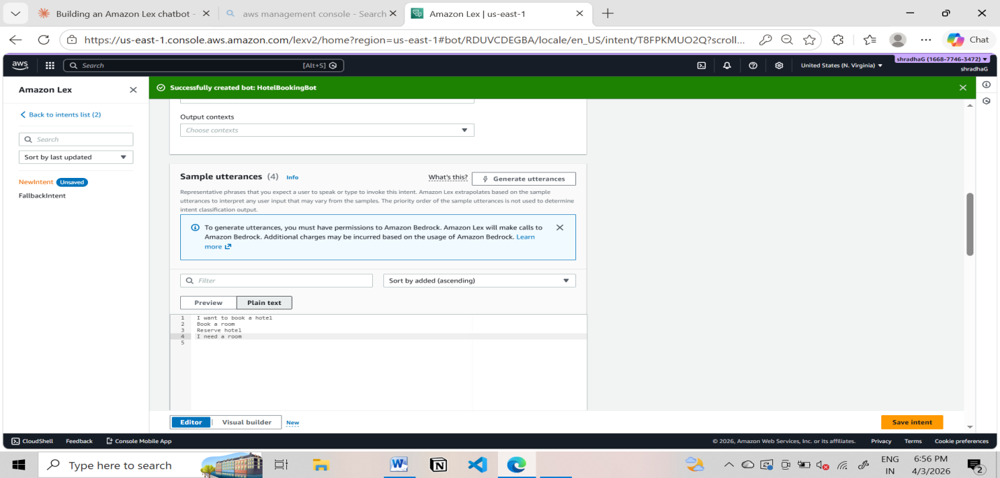 Building an Amazon Lex chatbot -
aws management console - Search
Amazon Lex | us-east-1
https://us-east-1.console.aws.amazon.com/lexv2/home?region=us-east-1#bot/RDUVCDEGBA/locale/en_US/intent/T8FPKMUO2Q?scroll...
Chat
aws
Search
[Alt+S]
United States (N. Virginia)
shradhaG (1668-7746-3472)
shradhaG
Amazon Lex
Successfully created bot: HotelBookingBot
Back to intents list (2)
Search
Sort by last updated
NewIntent Unsaved
FallbackIntent
Output contexts
Choose contexts
Sample utterances (4) Info
What's this?
Generate utterances
Representative phrases that you expect a user to speak or type to invoke this intent. Amazon Lex extrapolates based on the sample
utterances to interpret any user input that may vary from the samples. The priority order of the sample utterances is not used to determine
intent classification output.
To generate utterances, you must have permissions to Amazon Bedrock. Amazon Lex will make calls to
Amazon Bedrock. Additional charges may be incurred based on the usage of Amazon Bedrock. Learn
more
Filter
Sort by added (ascending)
Preview
Plain text
1 I want to book a hotel
2 Book a room
3 Reserve hotel
4 I need a room
5
Editor
Visual builder
New
Save intent
CloudShell
Feedback
Console Mobile App
© 2026, Amazon Web Services, Inc. or its affiliates.
Privacy
Terms
Cookie preferences
Type here to search
ENG
IN
6:56 PM
4/3/2026
2